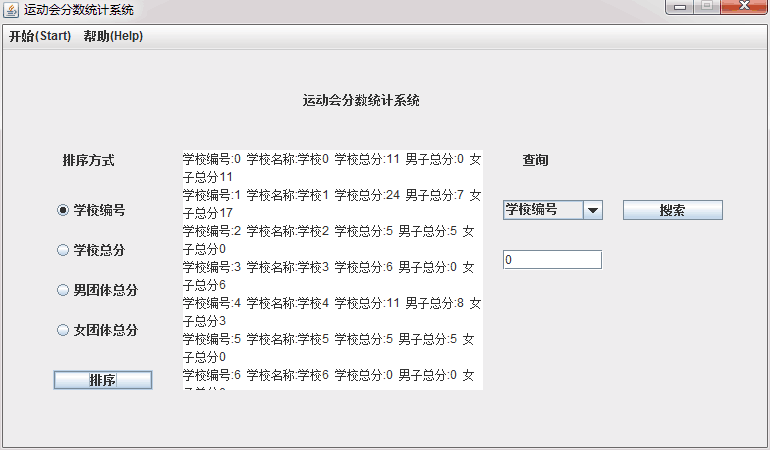 运动会分数统计系统
开始(Start) 帮助(Help)
运动会分数统计系统
排序方式
学校编号
学校总分
男团体总分
女团体总分
排序
学校编号:0 学校名称:学校0 学校总分:11 男子总分:0 女
子总分11
学校编号:1 学校名称:学校1 学校总分:24 男子总分:7 女
子总分17
学校编号:2 学校名称:学校2 学校总分:5 男子总分:5 女
子总分0
学校编号:3 学校名称:学校3 学校总分:6 男子总分:0 女
子总分6
学校编号:4 学校名称:学校4 学校总分:11 男子总分:8 女
子总分3
学校编号:5 学校名称:学校5 学校总分:5 男子总分:5 女
子总分0
学校编号:6 学校名称:学校6 学校总分:0 男子总分:0 女
查询
学校编号 搜索
0